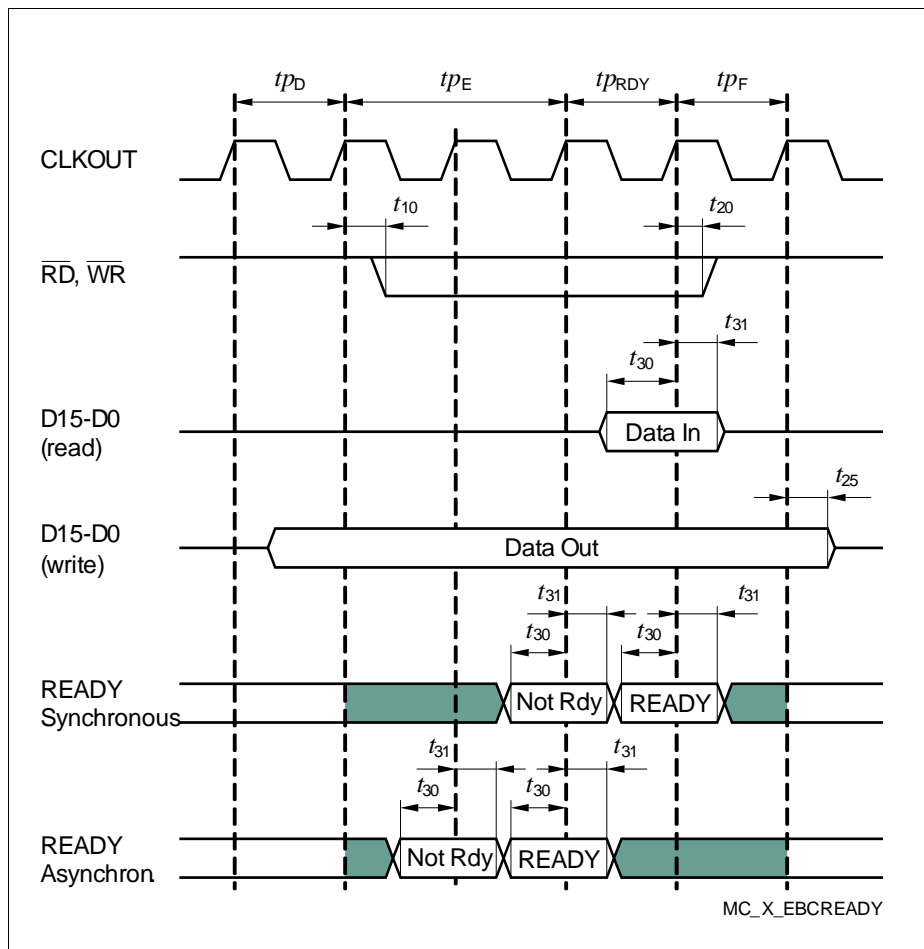 tpD tpE tpRDY tpF
CLKOUT
t10 t20
RD, WR
t31
t30
D15-D0
(read)
Data In
t25
D15-D0
(write)
Data Out
t31 t31
t30 t30
READY
Synchronous
Not Rdy READY
t31 t31
t30 t30
READY
Asynchron.
Not Rdy READY
MC_X_EBCREADY